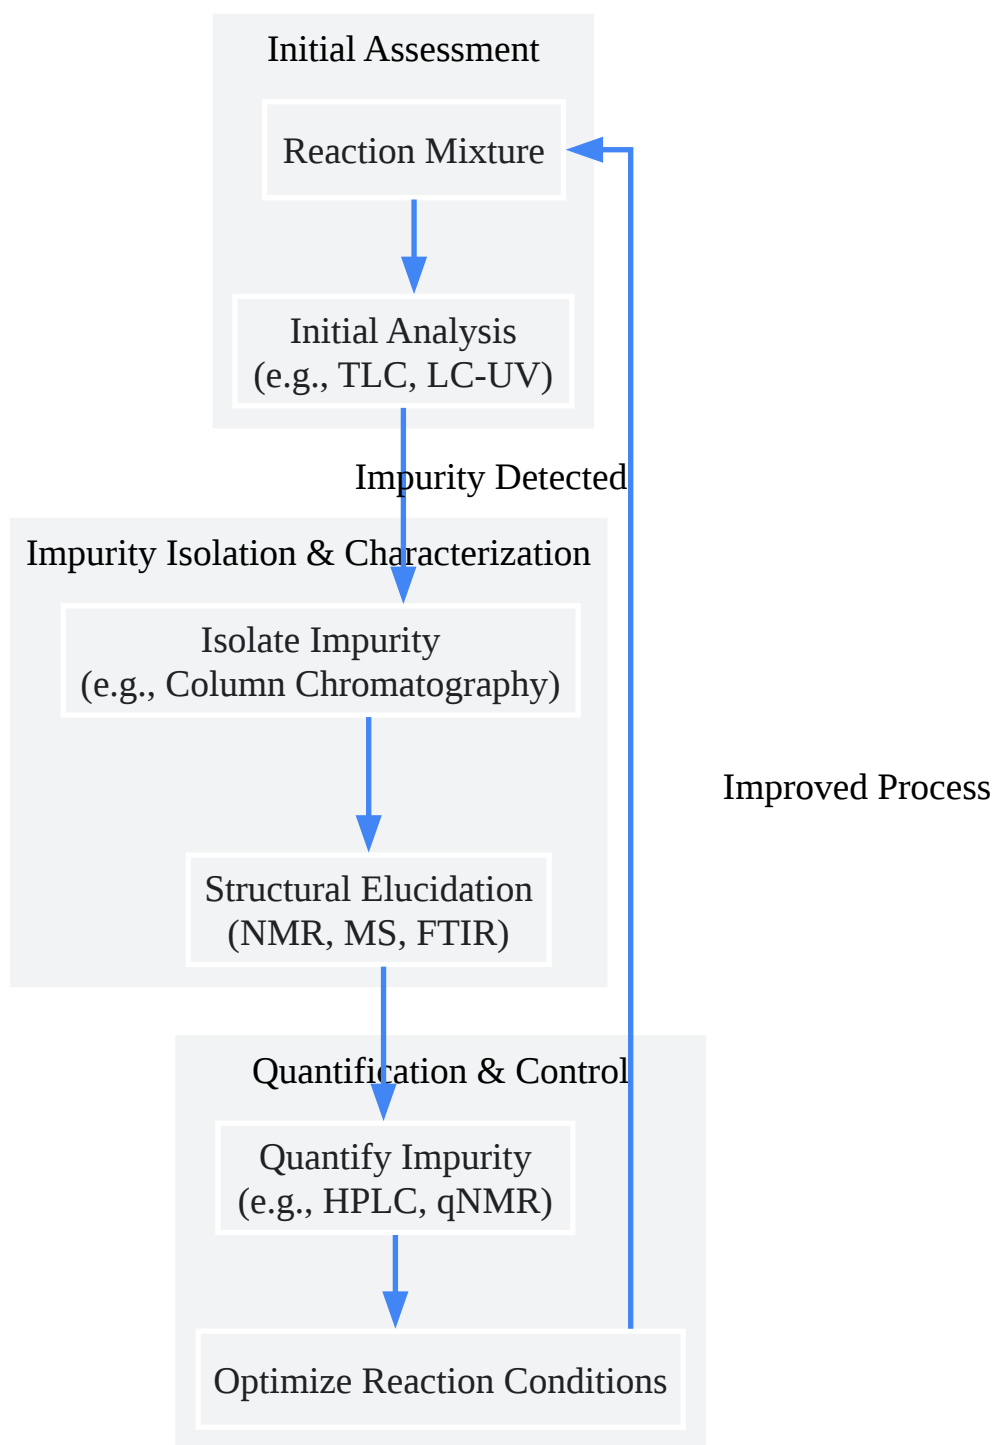 Initial Assessment
Reaction Mixture
Initial Analysis
(e.g., TLC, LC-UV)
Impurity Detected
Impurity Isolation & Characterization
Isolate Impurity
(e.g., Column Chromatography)
Improved Process
Structural Elucidation
(NMR, MS, FTIR)
Quantification & Control
Quantify Impurity
(e.g., HPLC, qNMR)
Optimize Reaction Conditions